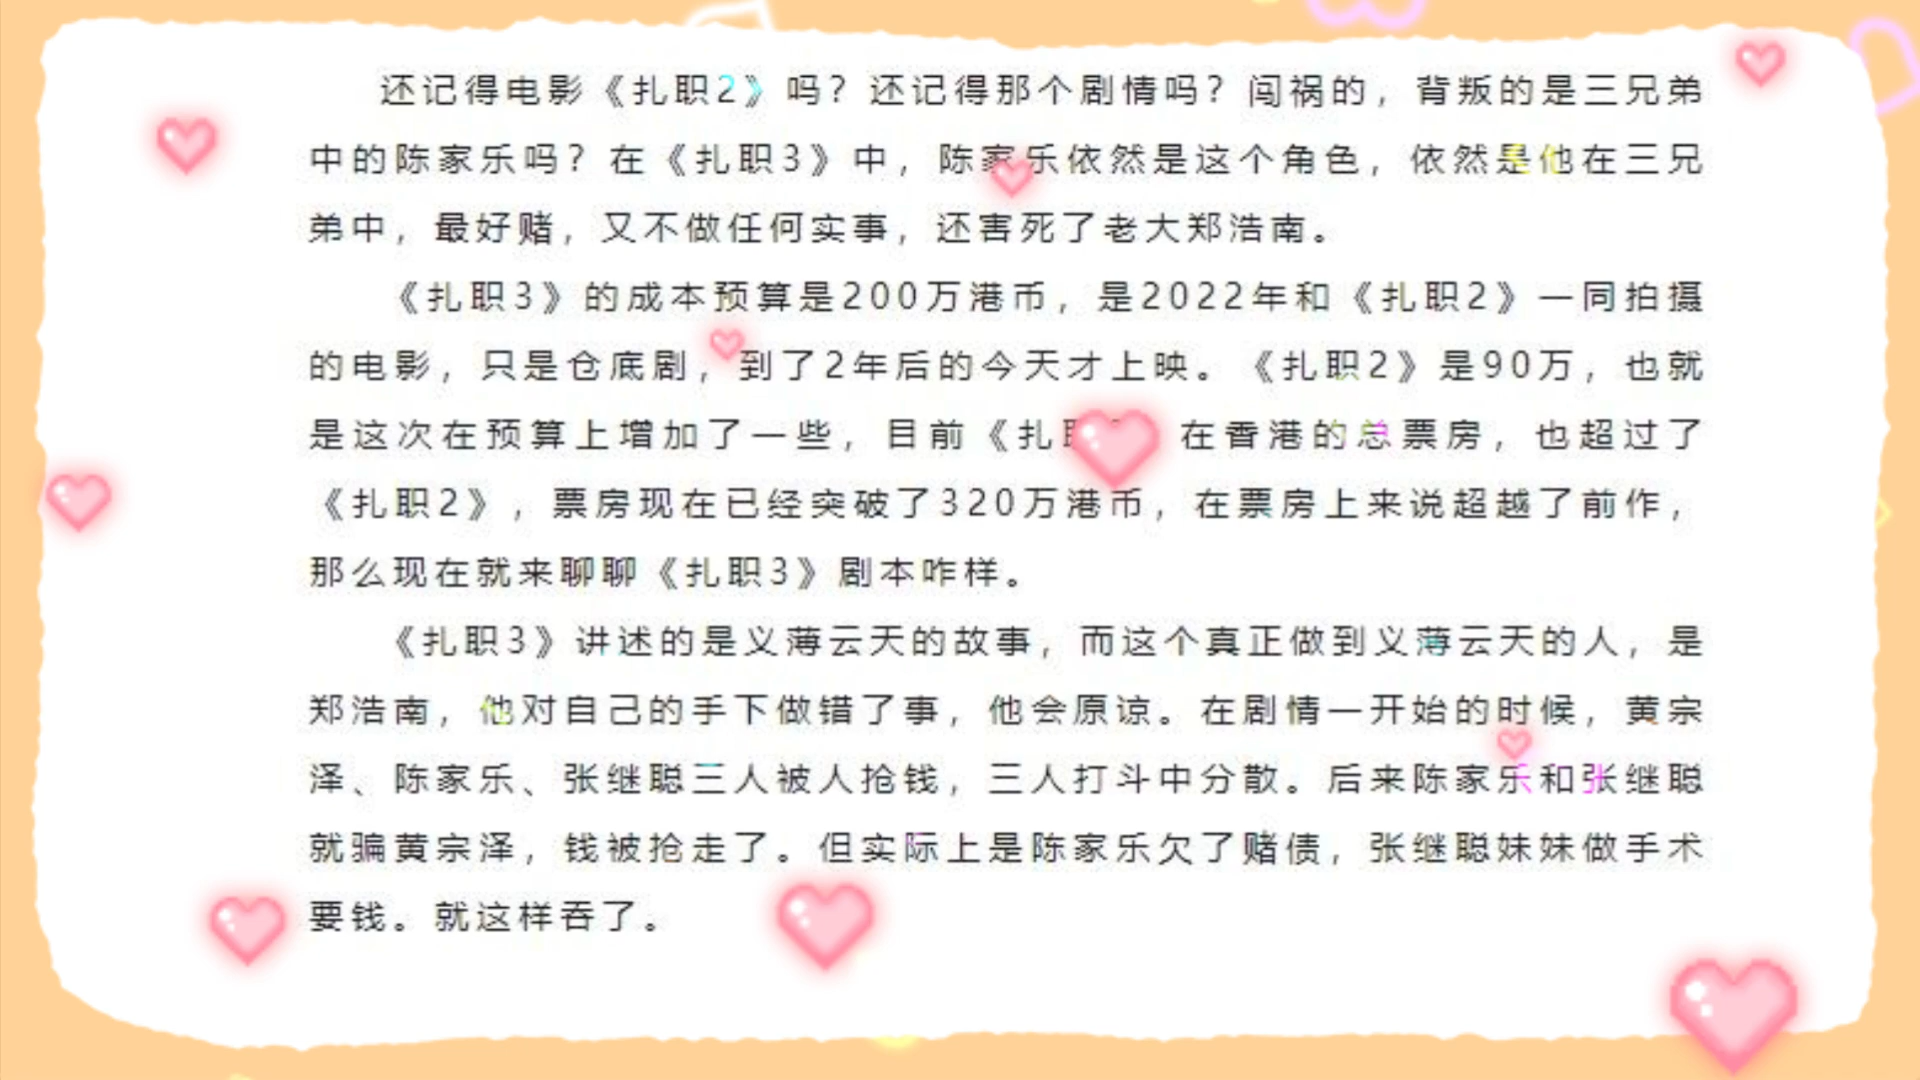 还记得电影《扎职2》吗？还记得那个剧情吗？闯祸的，背叛的是三兄弟
中的陈家乐吗？在《扎职3》中，陈家乐依然是这个角色，依然是他在三兄
弟中，最好赌，又不做任何实事，还害死了老大郑浩南。
《扎职3》的成本预算是200万港币，是2022年和《扎职2》一同拍摄
的电影，只是仓底剧，到了2年后的今天才上映。《扎职2》是90万，也就
是这次在预算上增加了一些，目前《扎职 在香港的总票房，也超过了
《扎职2》，票房现在已经突破了320万港币，在票房上来说超越了前作，
那么现在就来聊聊《扎职3》剧本咋样。
《扎职3》讲述的是义薄云天的故事，而这个真正做到义薄云天的人，是
郑浩南，他对自己的手下做错了事，他会原谅。在剧情一开始的时候，黄宗
泽、陈家乐、张继聪三人被人抢钱，三人打斗中分散。后来陈家乐和张继聪
就骗黄宗泽，钱被抢走了。但实际上是陈家乐欠了赌债，张继聪妹妹做手术
要钱。就这样吞了。